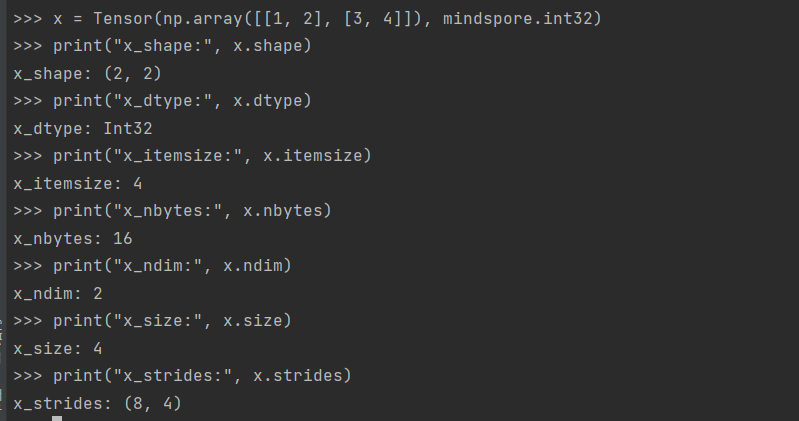 >>> x = Tensor(np.array([[1, 2], [3, 4]]), mindspore.int32)
>>> print("x_shape:", x.shape)
x_shape: (2, 2)
>>> print("x_dtype:", x.dtype)
x_dtype: Int32
>>> print("x_itemsize:", x.itemsize)
x_itemsize: 4
>>> print("x_nbytes:", x.nbytes)
x_nbytes: 16
>>> print("x_ndim:", x.ndim)
x_ndim: 2
>>> print("x_size:", x.size)
x_size: 4
>>> print("x_strides:", x.strides)
x_strides: (8, 4)